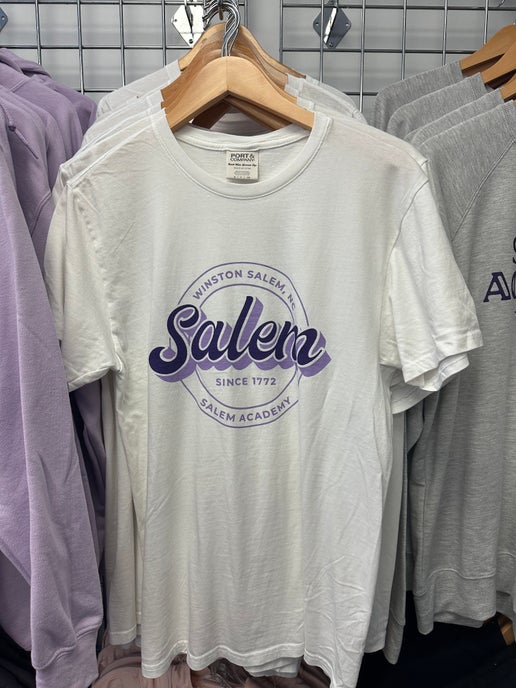 PORT &
COMPANY
WINSTON SALEM, NC
Salem
SINCE 1772
SALEM ACADEMY